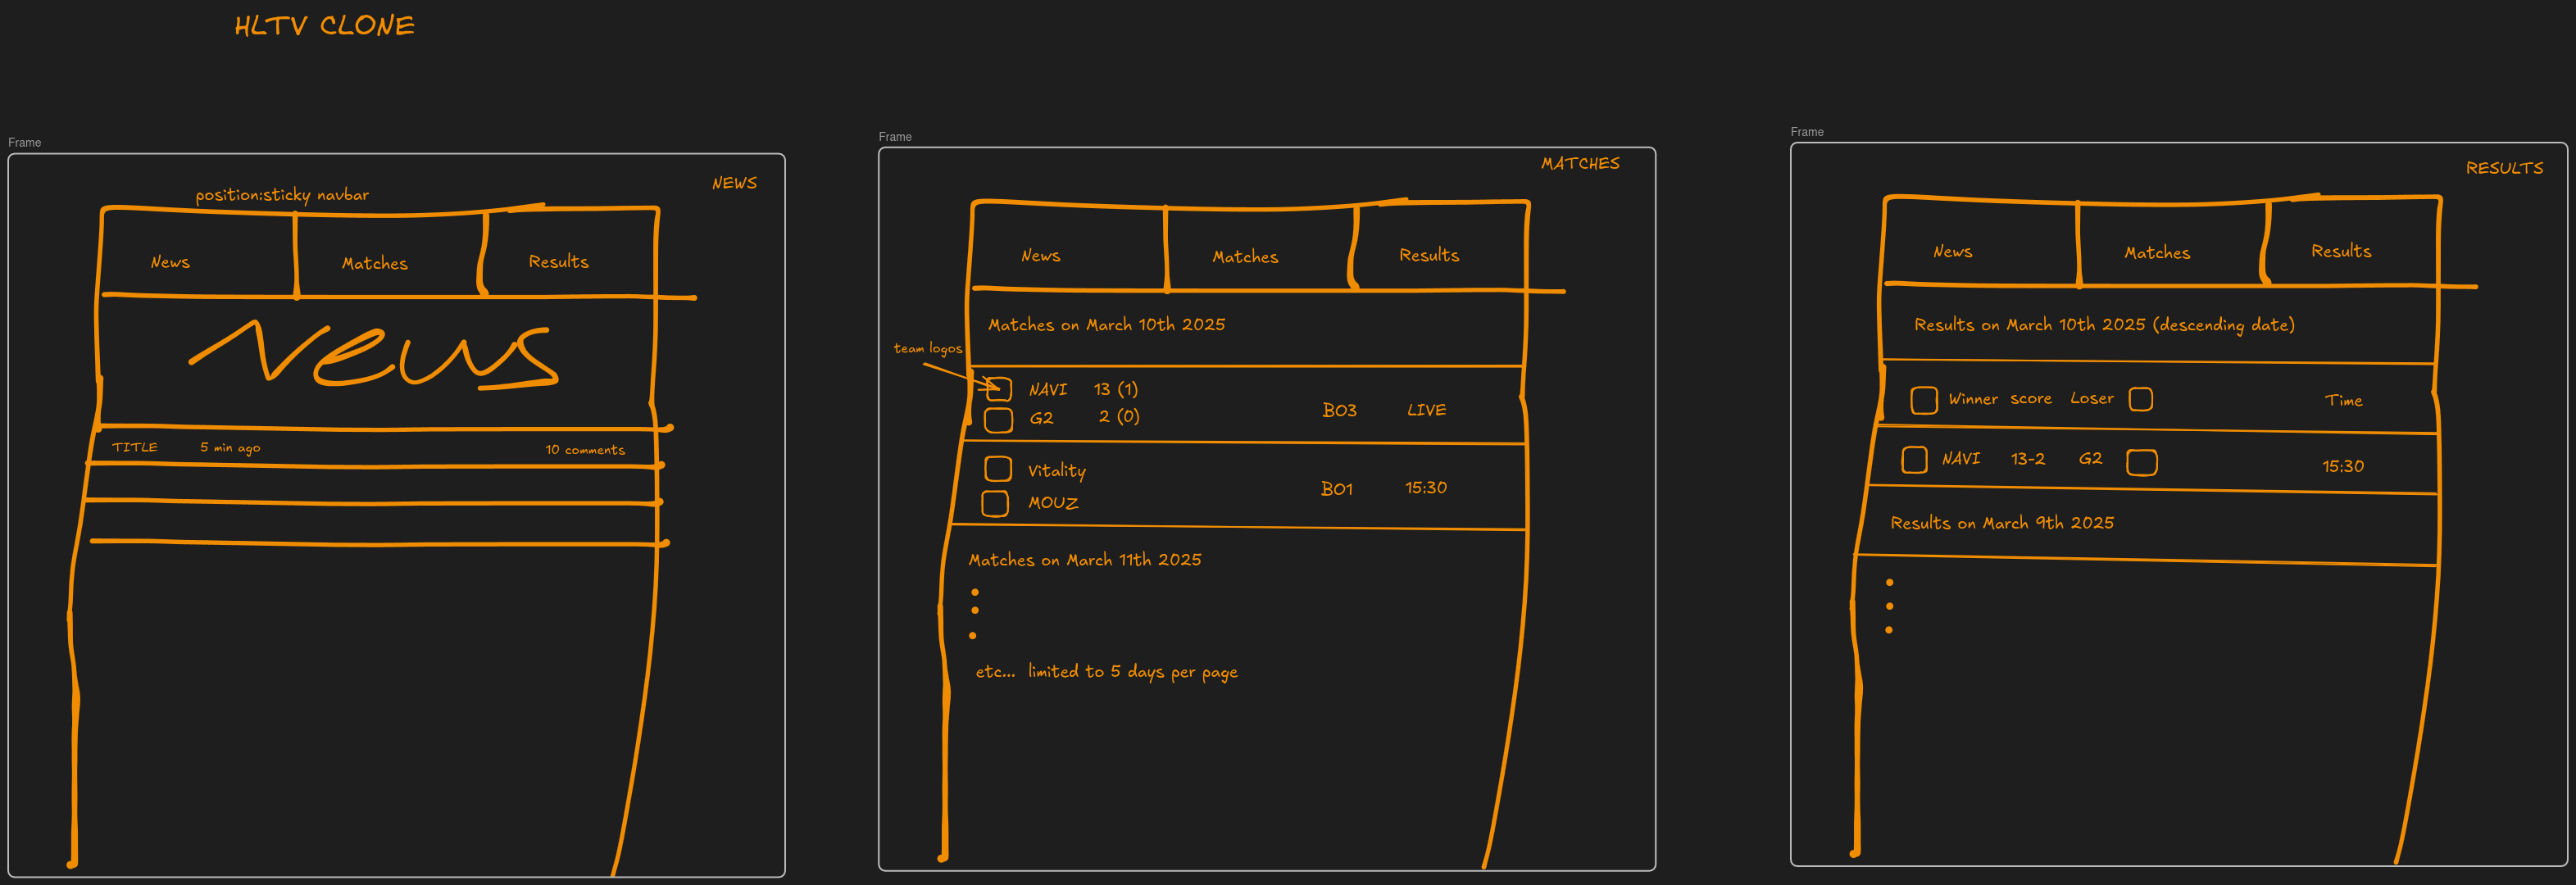 HLTV CLONE
Frame
NEWS
position:sticky navbar
News Matches Results
News
TITLE 5 min ago 10 comments
Frame
MATCHES
News Matches Results
Matches on March 10th 2025
team logos
NAVI 13 (1)
G2 2 (0)
BO3 LIVE
Vitality
MOUZ
BO1 15:30
Matches on March 11th 2025
etc... limited to 5 days per page
Frame
RESULTS
News Matches Results
Results on March 10th 2025 (descending date)
Winner score Loser Time
NAVI 13-2 G2 15:30
Results on March 9th 2025